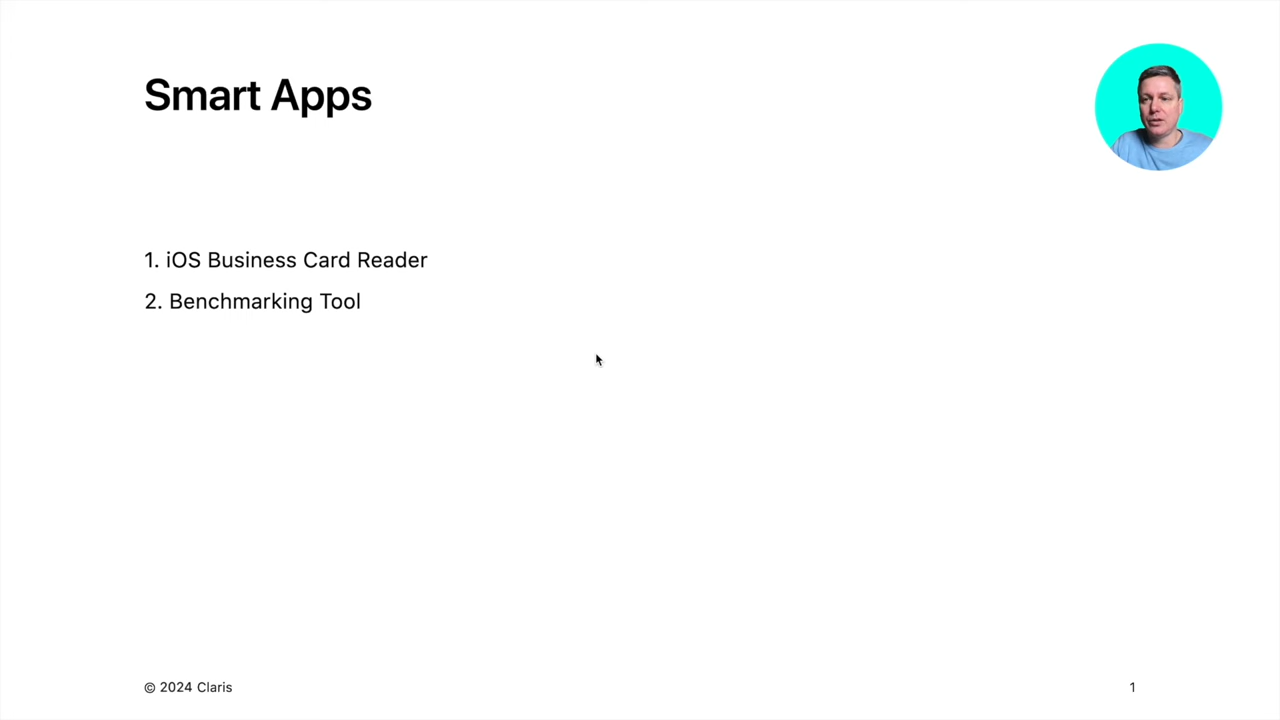 Smart Apps
1. iOS Business Card Reader
2. Benchmarking Tool
© 2024 Claris
1